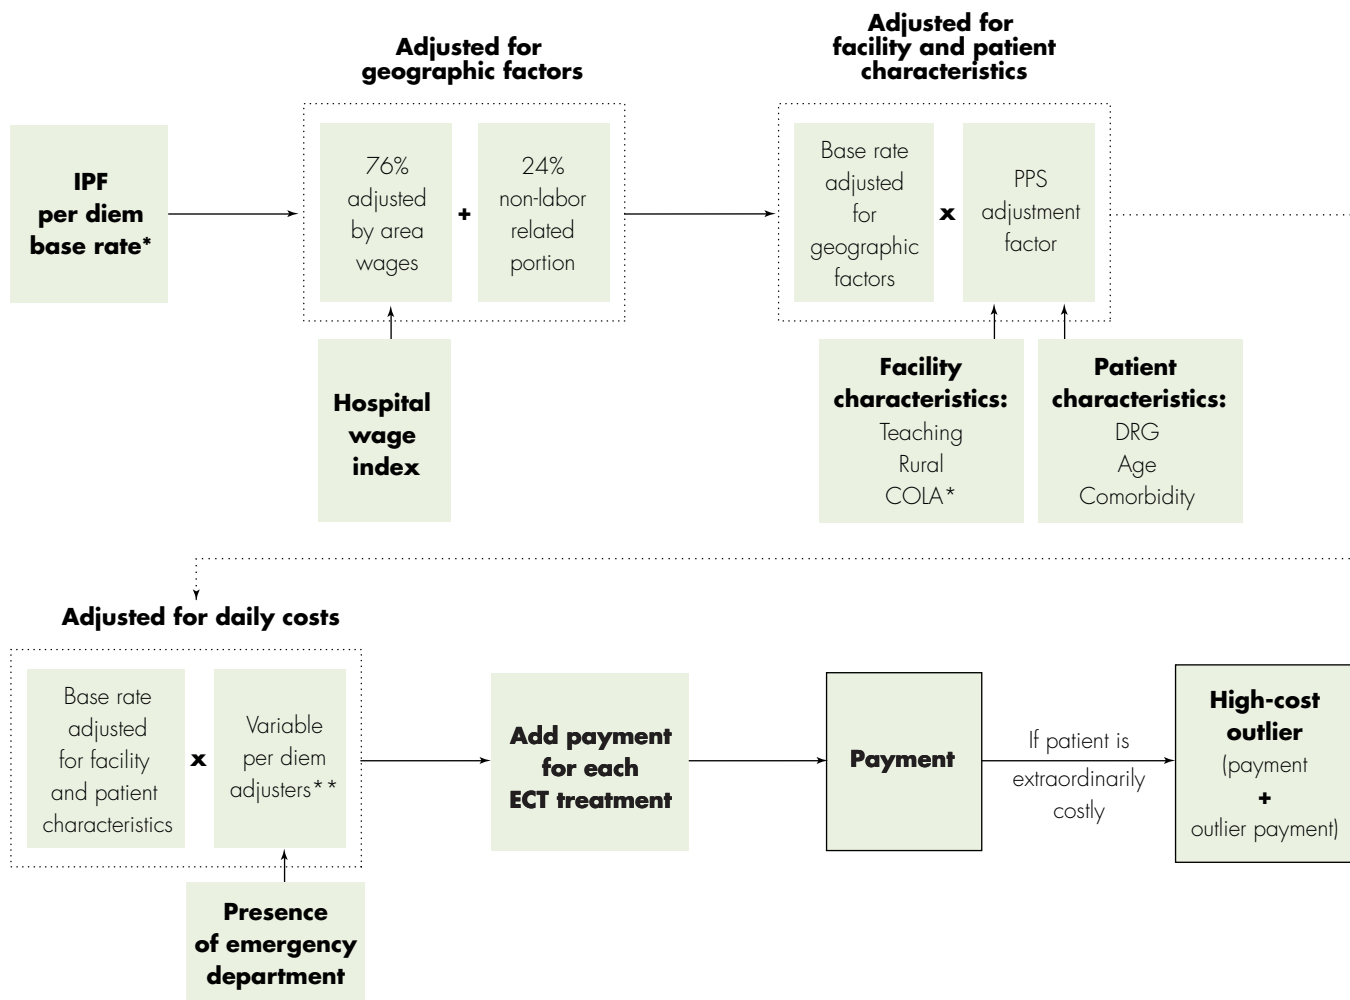 Adjusted for
geographic factors
Adjusted for
facility and patient
characteristics
IPF
per diem
base rate*
76%
adjusted
by area
wages
+
24%
non-labor
related
portion
Base rate
adjusted
for
geographic
factors
x
PPS
adjustment
factor
Hospital
wage
index
Facility
characteristics:
Teaching
Rural
COLA*
Patient
characteristics:
DRG
Age
Comorbidity
Adjusted for daily costs
Base rate
adjusted
for facility
and patient
characteristics
x
Variable
per diem
adjusters**
Presence
of emergency
department
Add payment
for each
ECT treatment
Payment
If patient is
extraordinarily
costly
High-cost
outlier
(payment
+
outlier payment)